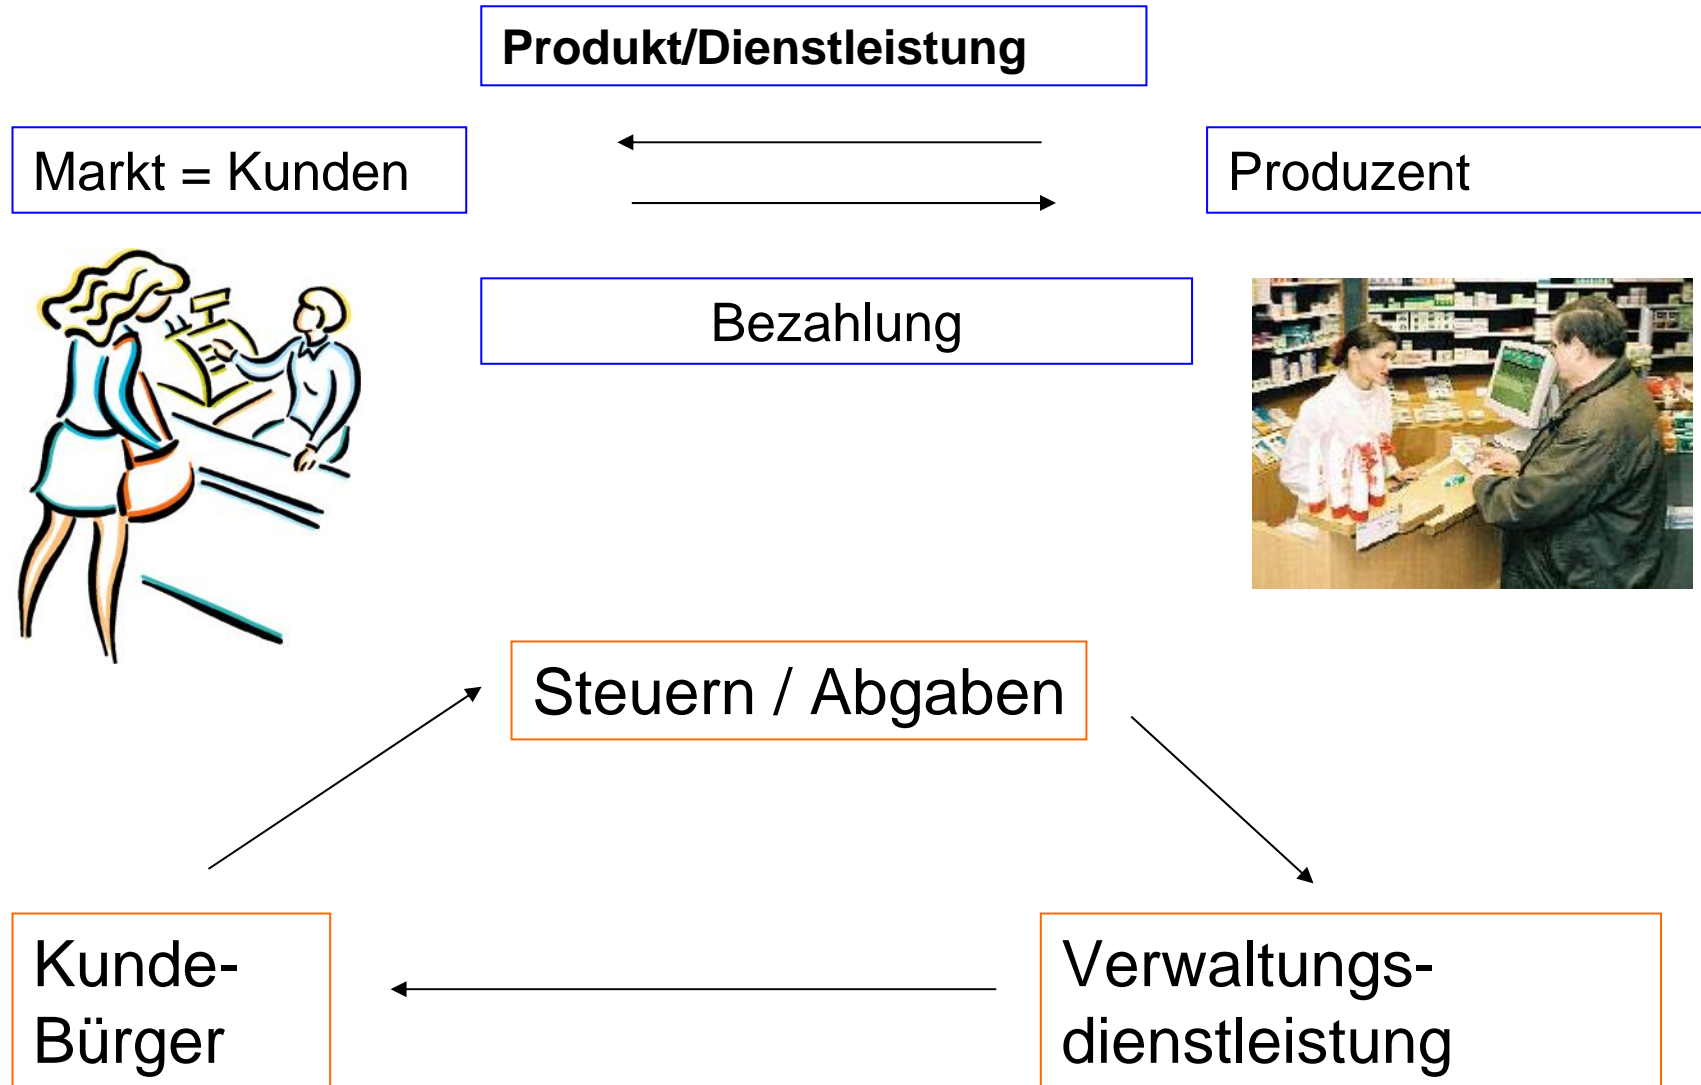 Produkt/Dienstleistung
Markt = Kunden
Produzent
Bezahlung
Steuern / Abgaben
Kunde-
Bürger
Verwaltungs-
dienstleistung